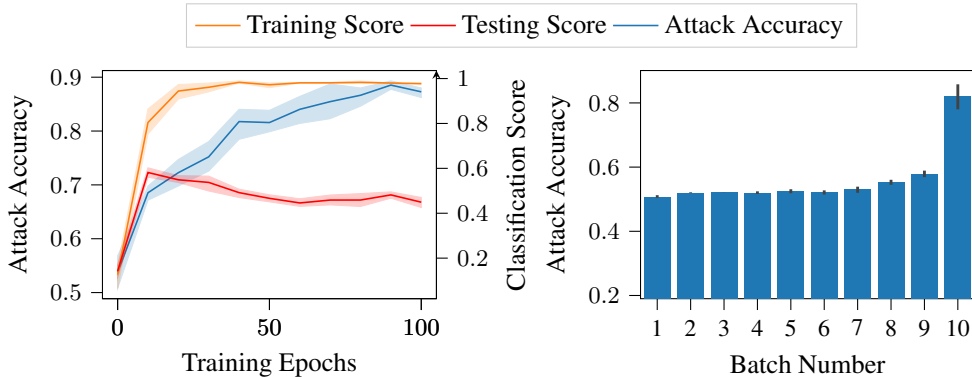 Training Score Testing Score Attack Accuracy
Attack Accuracy
0.9
0.8
0.7
0.6
0.5
0 50 100
Training Epochs
1
0.8
0.6
0.4
0.2
Classification Score
Attack Accuracy
0.8
0.6
0.4
0.2
1 2 3 4 5 6 7 8 9 10
Batch Number